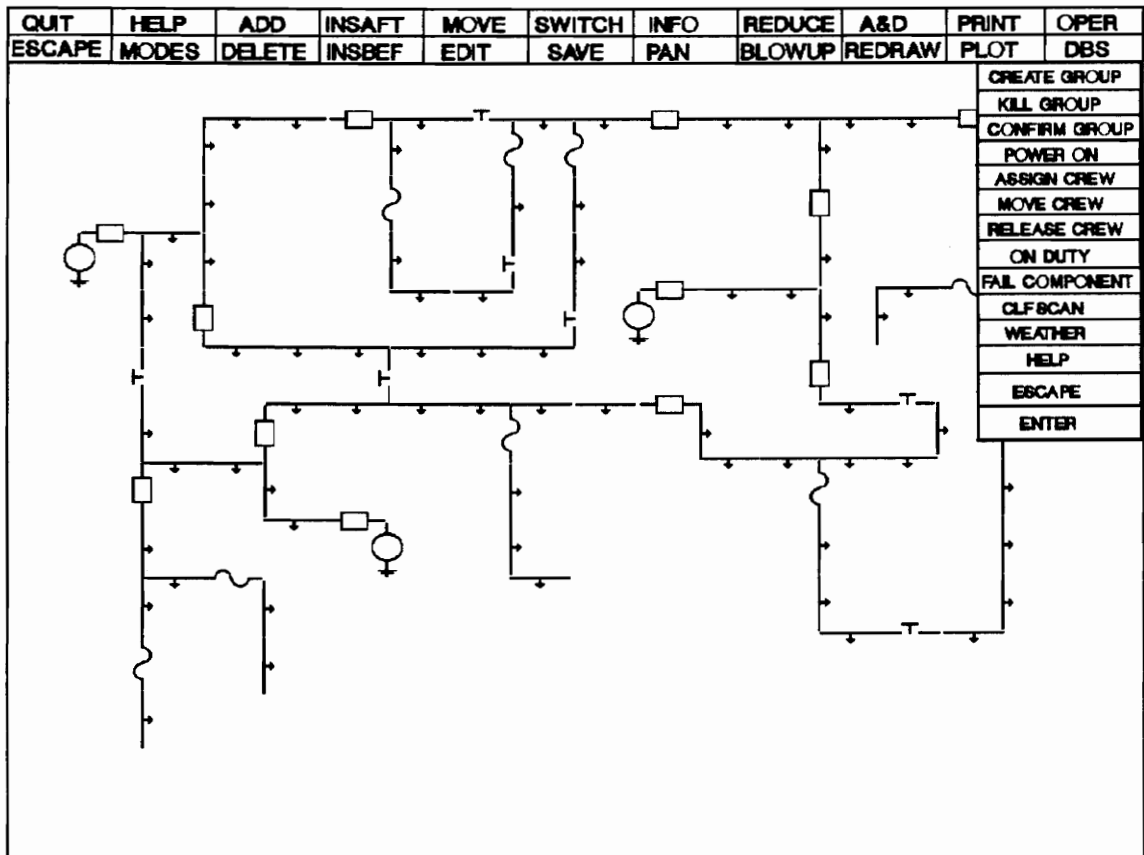 QUIT HELP ADD INSAFT MOVE SWITCH INFO REDUCE A&D PRINT OPER
ESCAPE MODES DELETE INSBEF EDIT SAVE PAN BLOWUP REDRAW PLOT DBS
CREATE GROUP
KILL GROUP
CONFIRM GROUP
POWER ON
ASSIGN CREW
MOVE CREW
RELEASE CREW
ON DUTY
FAIL COMPONENT
CLFSCAN
WEATHER
HELP
ESCAPE
ENTER